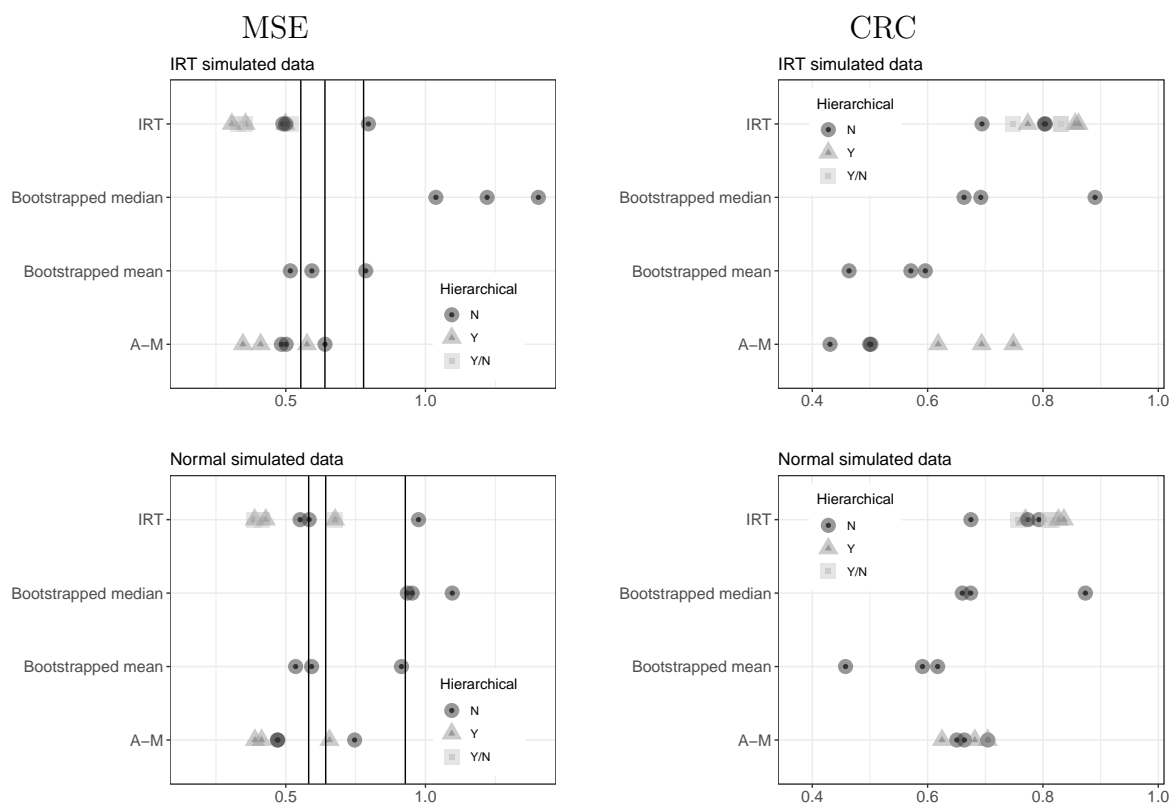 MSE
CRC
IRT simulated data
IRT
Bootstrapped median
Bootstrapped mean
A−M
Hierarchical
N
Y
Y/N
0.5 1.0
IRT simulated data
IRT
Bootstrapped median
Bootstrapped mean
A−M
Hierarchical
N
Y
Y/N
0.4 0.6 0.8 1.0
Normal simulated data
IRT
Bootstrapped median
Bootstrapped mean
A−M
Hierarchical
N
Y
Y/N
0.5 1.0
Normal simulated data
IRT
Bootstrapped median
Bootstrapped mean
A−M
Hierarchical
N
Y
Y/N
0.4 0.6 0.8 1.0